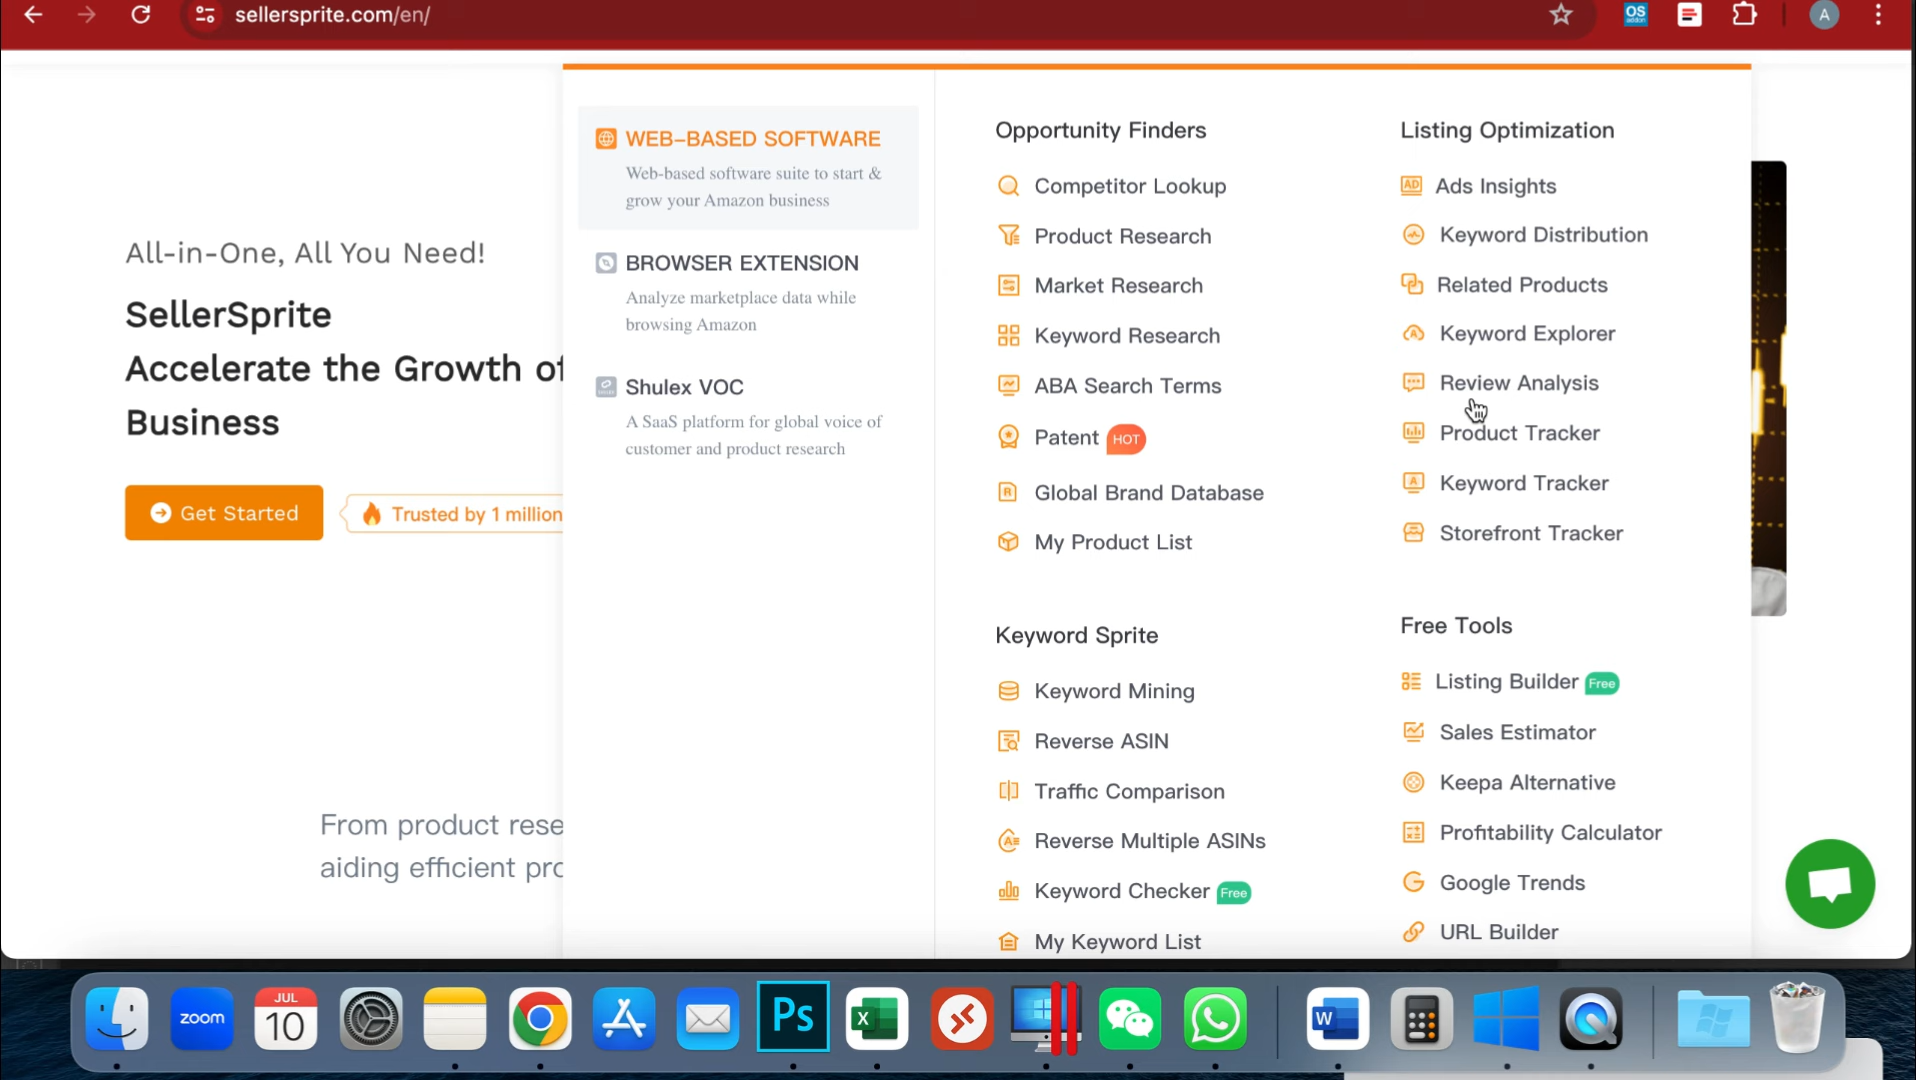 sellersprite.com/en/
OS
addon
A
All-in-One, All You Need!
SellerSprite
Accelerate the Growth of
Business
Get Started
Trusted by 1 million
From product rese
aiding efficient pro
WEB-BASED SOFTWARE
Web-based software suite to start &
grow your Amazon business
BROWSER EXTENSION
Analyze marketplace data while
browsing Amazon
Shulex VOC
A SaaS platform for global voice of
customer and product research
Opportunity Finders
Competitor Lookup
Product Research
Market Research
Keyword Research
ABA Search Terms
Patent HOT
Global Brand Database
My Product List
Keyword Sprite
Keyword Mining
Reverse ASIN
Traffic Comparison
Reverse Multiple ASINs
Keyword Checker Free
My Keyword List
Listing Optimization
AD Ads Insights
Keyword Distribution
Related Products
Keyword Explorer
Review Analysis
Product Tracker
Keyword Tracker
Storefront Tracker
Free Tools
Listing Builder Free
Sales Estimator
Keepa Alternative
Profitability Calculator
Google Trends
URL Builder
zoom
JUL
10
Ps
X
W